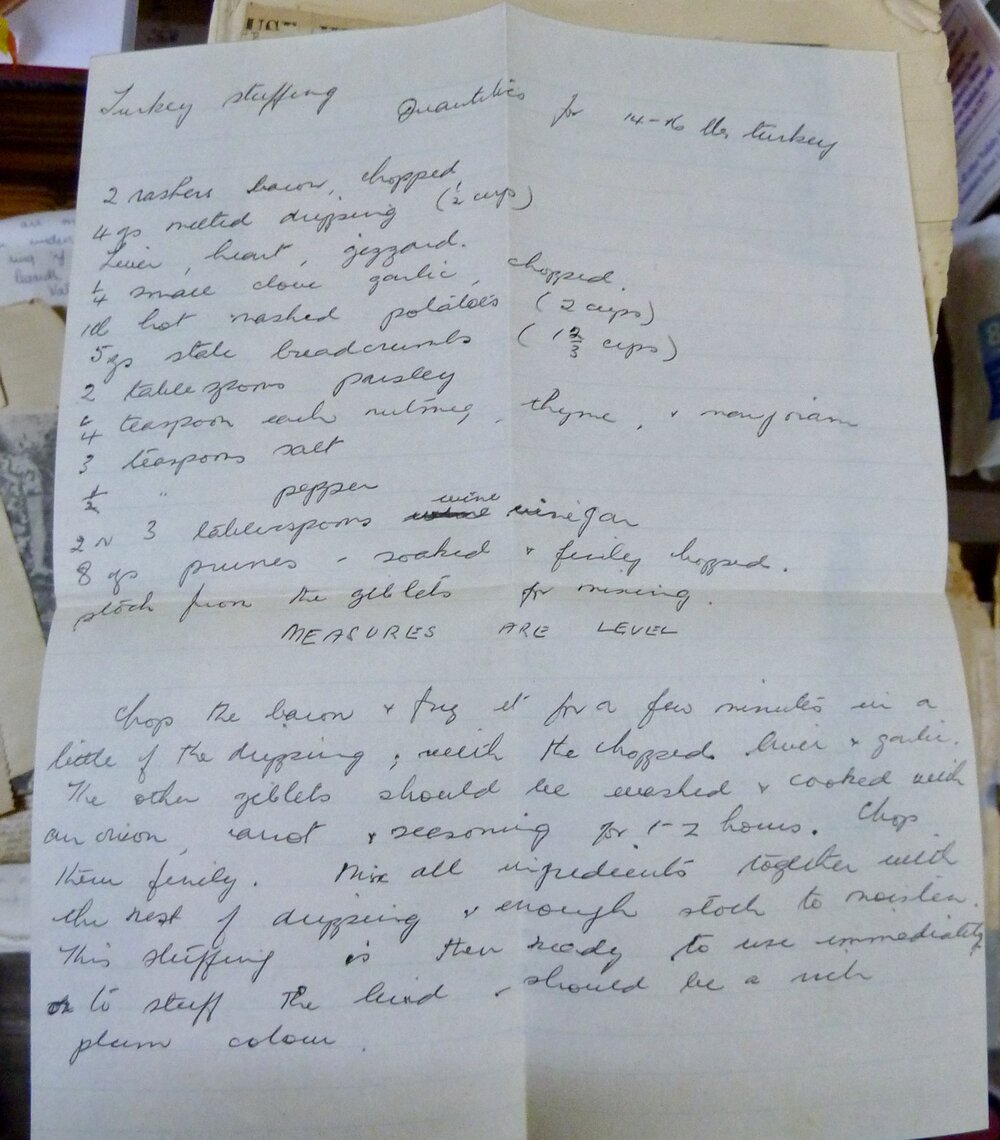 Turkey stuffing Quantities for 14-16 lbs turkey
2 rashers bacon, chopped
4 ozs melted dripping (½ cup)
Liver, heart, gizzard.
¼ small clove garlic, chopped.
1lb hot mashed potatoes (2 cups)
5 ozs stale breadcrumbs (1⅔ cups)
2 tablespoons parsley
¼ teaspoon each nutmeg, thyme, & marjoram
3 teaspoons salt
½ " pepper
2 or 3 tablespoons wine vinegar
8 ozs prunes - soaked & finely chopped.
stock from the giblets for mixing.
MEASURES ARE LEVEL
Chop the bacon & fry it for a few minutes in a
little of the dripping; with the chopped liver & garlic.
The other giblets should be washed & cooked with
an onion, carrot & seasoning for 1-2 hours. Chop
them finely. Mix all ingredients together with
the rest of dripping & enough stock to moisten.
This stuffing is then ready to use immediately
to stuff the bird & should be a rich
plum colour.